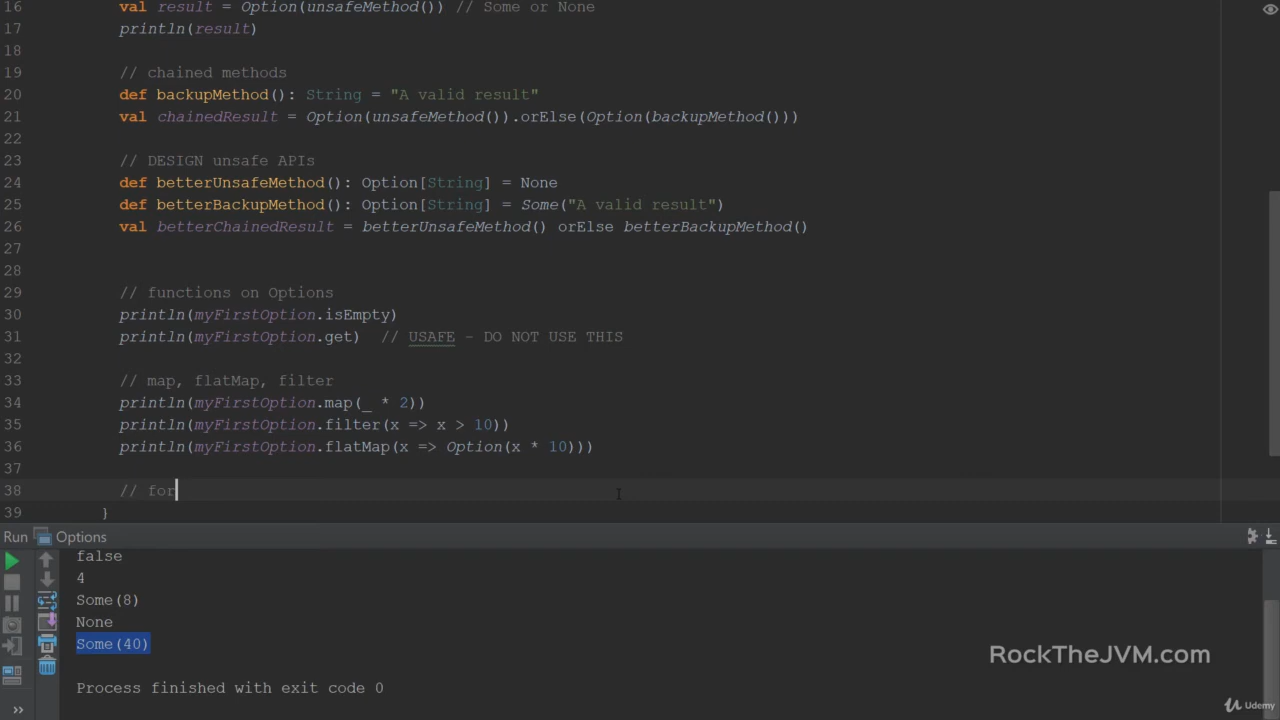 16 val result = Option(unsafeMethod()) // Some or None
17 println(result)
18
19 // chained methods
20 def backupMethod(): String = "A valid result"
21 val chainedResult = Option(unsafeMethod()).orElse(Option(backupMethod()))
22
23 // DESIGN unsafe APIs
24 def betterUnsafeMethod(): Option[String] = None
25 def betterBackupMethod(): Option[String] = Some("A valid result")
26 val betterChainedResult = betterUnsafeMethod() orElse betterBackupMethod()
27
28
29 // functions on Options
30 println(myFirstOption.isEmpty)
31 println(myFirstOption.get) // USAFE - DO NOT USE THIS
32
33 // map, flatMap, filter
34 println(myFirstOption.map(_ * 2))
35 println(myFirstOption.filter(x => x > 10))
36 println(myFirstOption.flatMap(x => Option(x * 10)))
37
38 // for
39 }
Run Options
false
4
Some(8)
None
Some(40)
Process finished with exit code 0
RockTheJVM.com
Udemy